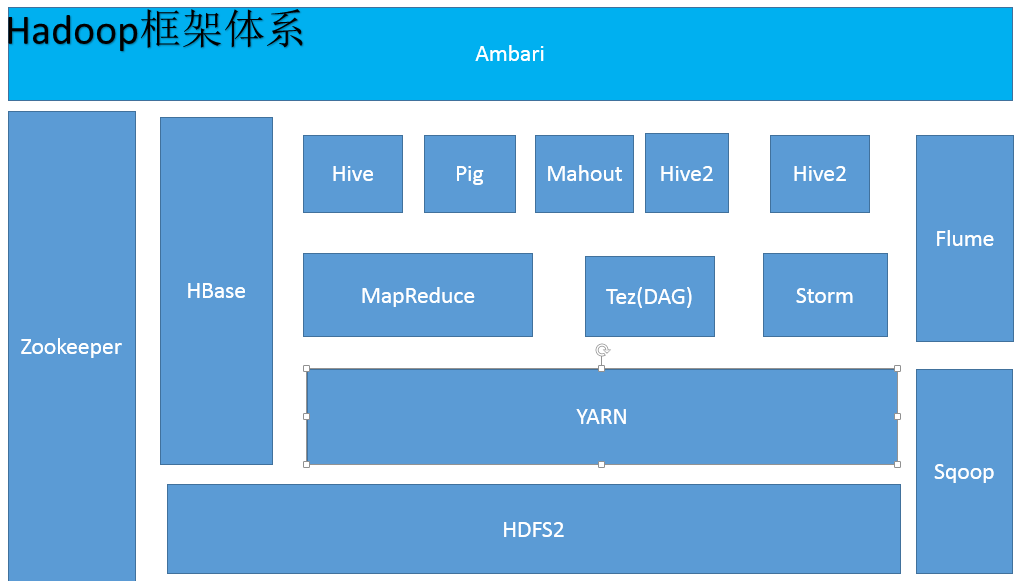 Hadoop框架体系
Ambari
Zookeeper
HBase
Hive
Pig
Mahout
Hive2
Hive2
Flume
MapReduce
Tez(DAG)
Storm
YARN
Sqoop
HDFS2